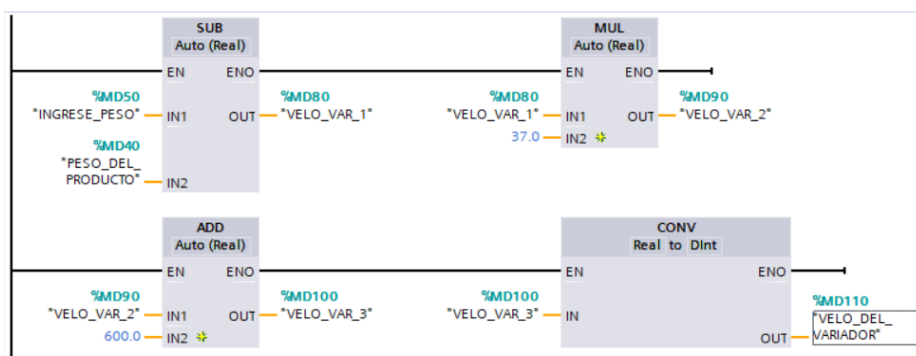 SUB
Auto (Real)
EN ENO
%MD50
"INGRESE_PESO" IN1
%MD80
OUT "VELO_VAR_1"
%MD40
"PESO_DEL_
PRODUCTO" IN2
MUL
Auto (Real)
EN ENO
%MD80
"VELO_VAR_1" IN1
%MD90
OUT "VELO_VAR_2"
37.0 IN2
ADD
Auto (Real)
EN ENO
%MD90
"VELO_VAR_2" IN1
%MD100
OUT "VELO_VAR_3"
600.0 IN2
CONV
Real to DInt
EN ENO
%MD100
"VELO_VAR_3" IN
%MD110
"VELO_DEL_
OUT VARIADOR"